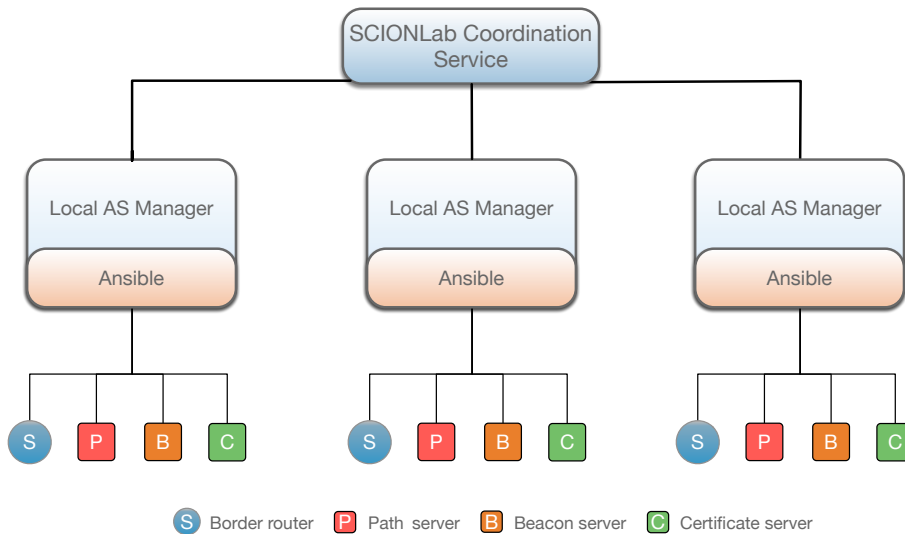 SCIONLab Coordination
Service
Local AS Manager
Local AS Manager
Local AS Manager
Ansible
Ansible
Ansible
S P B C
S P B C
S P B C
S Border router P Path server B Beacon server C Certificate server